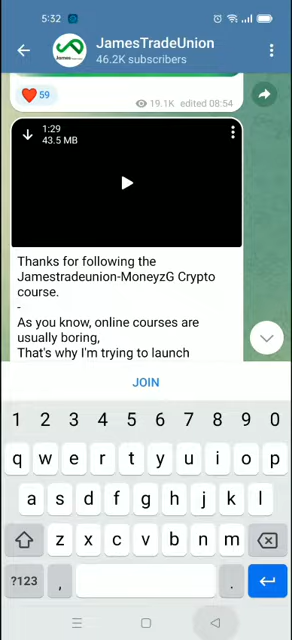 5:32
JamesTradeUnion
46.2K subscribers
59
19.1K edited 08:54
1:29
43.5 MB
Thanks for following the
Jamestradeunion-MoneyzG Crypto
course.
-
As you know, online courses are
usually boring,
That's why I'm trying to launch
JOIN
1 2 3 4 5 6 7 8 9 0
q w e r t y u i o p
a s d f g h j k l
z x c v b n m
?123 , .